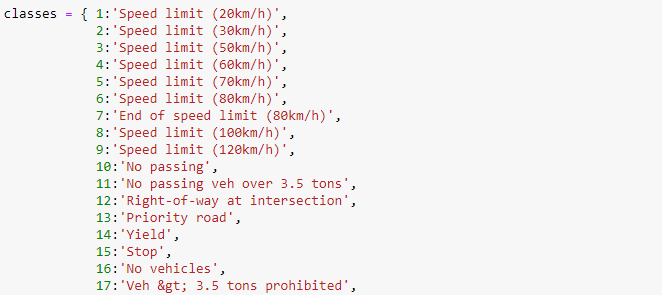 classes = { 1:'Speed limit (20km/h)',
2:'Speed limit (30km/h)',
3:'Speed limit (50km/h)',
4:'Speed limit (60km/h)',
5:'Speed limit (70km/h)',
6:'Speed limit (80km/h)',
7:'End of speed limit (80km/h)',
8:'Speed limit (100km/h)',
9:'Speed limit (120km/h)',
10:'No passing',
11:'No passing veh over 3.5 tons',
12:'Right-of-way at intersection',
13:'Priority road',
14:'Yield',
15:'Stop',
16:'No vehicles',
17:'Veh &gt; 3.5 tons prohibited',